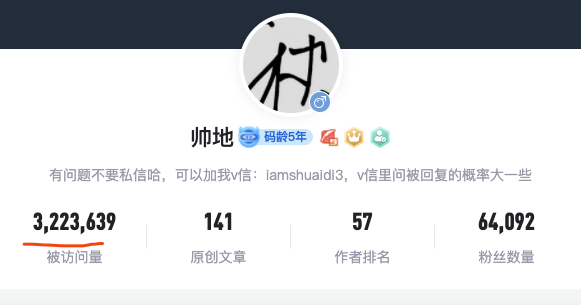 帅地 码龄5年
有问题不要私信哈，可以加我v信：iamshuaidi3，v信里问被回复的概率大一些
3,223,639 141 57 64,092
被访问量 原创文章 作者排名 粉丝数量